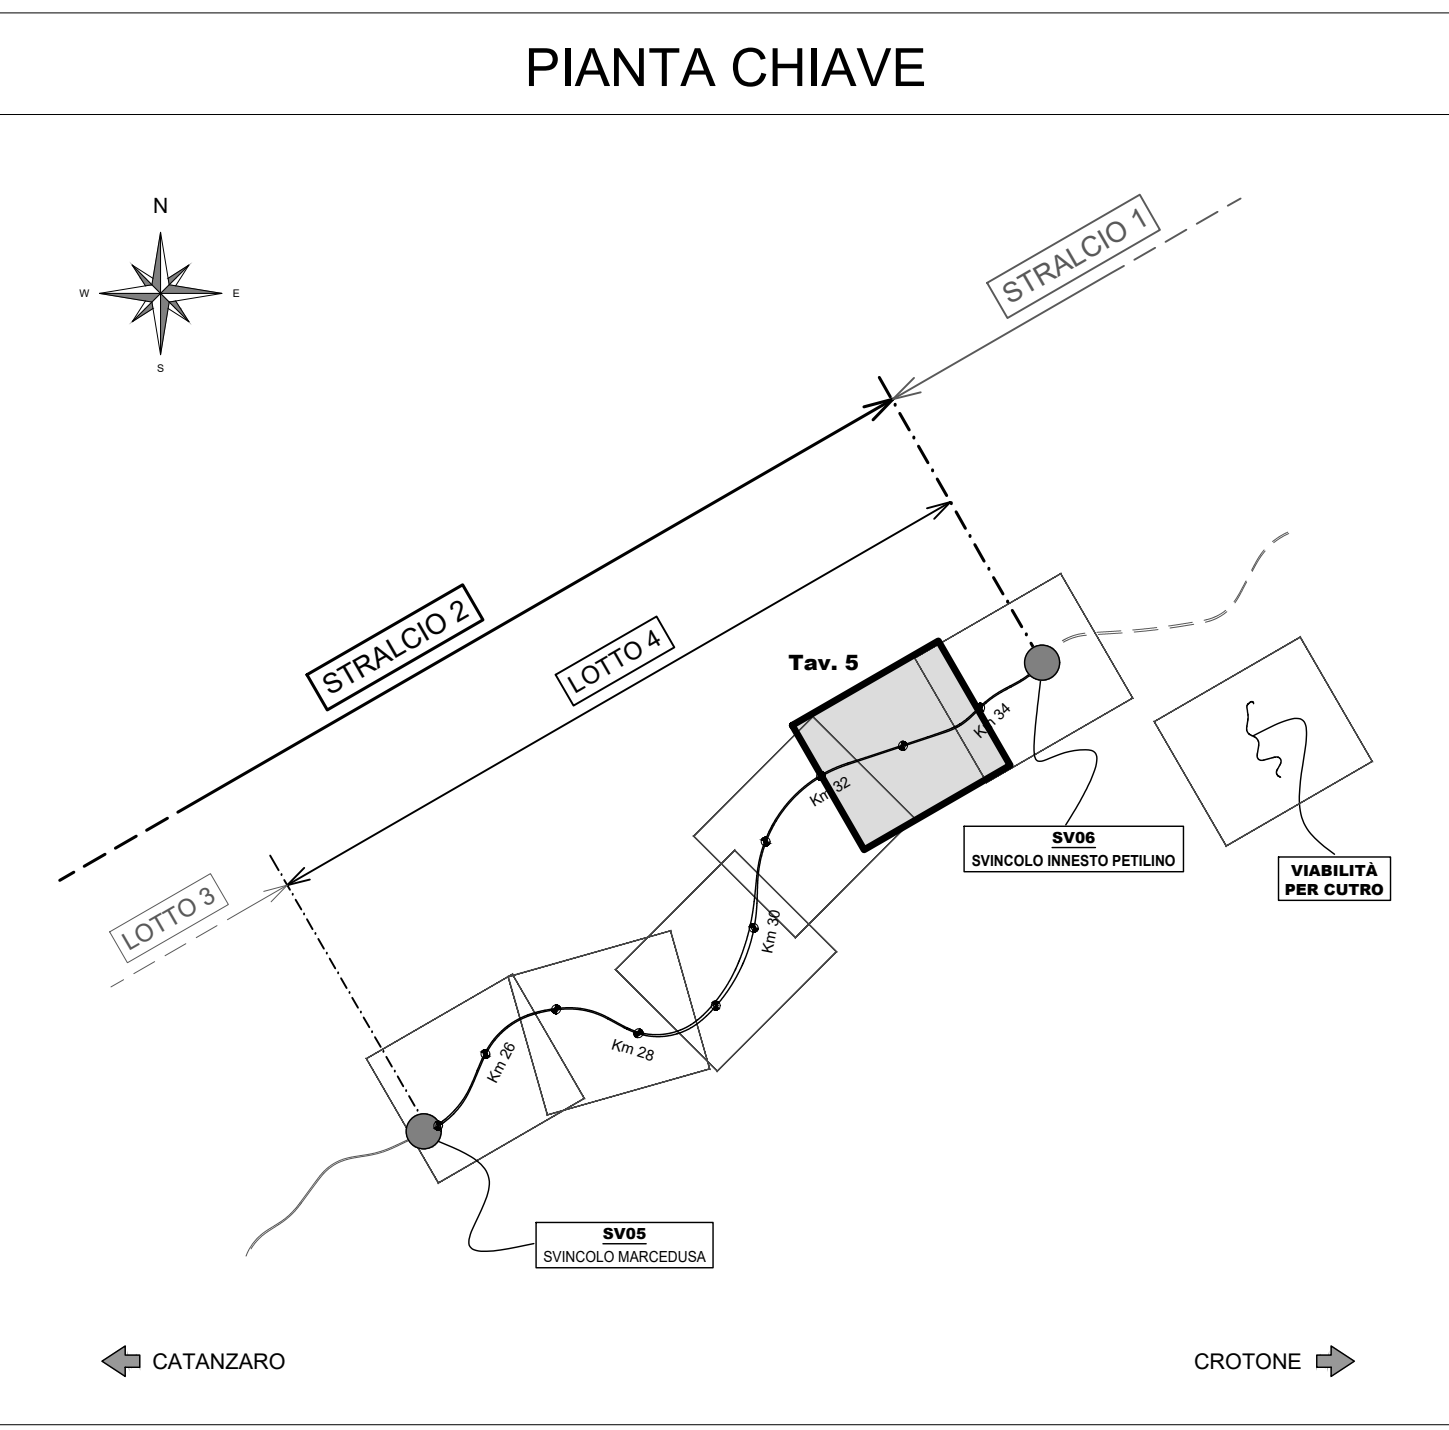 PIANTA CHIAVE
N
W
E
S
STRALCIO 1
STRALCIO 2
LOTTO 4
LOTTO 3
Tav. 5
Km 34
Km 32
Km 30
Km 28
Km 26
SV06
SVINCOLO INNESTO PETILINO
VIABILITÀ
PER CUTRO
SV05
SVINCOLO MARCEDUSA
CATANZARO
CROTONE